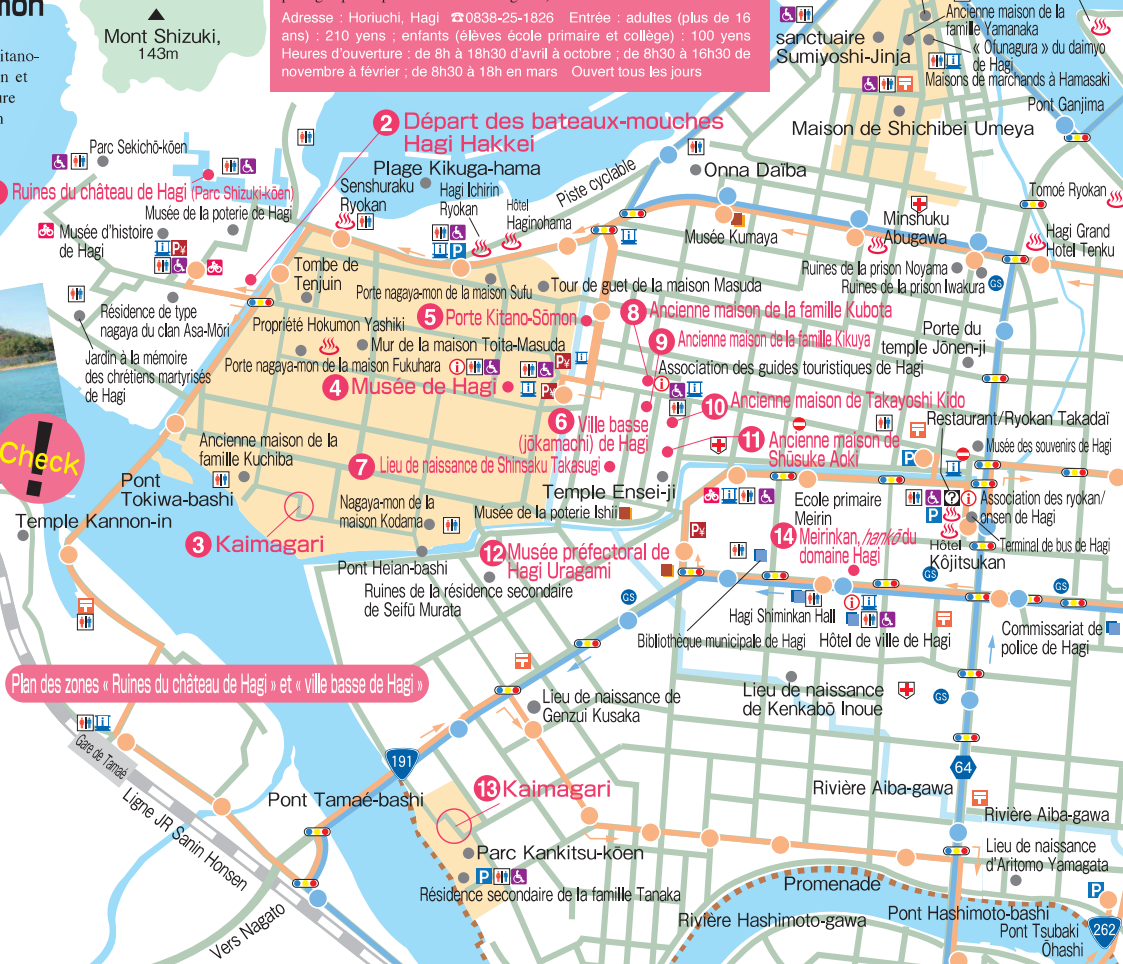 mon
Mont Shizuki,
143m
itano-
n et
ure
n
Adresse : Horiuchi, Hagi ☎0838-25-1826 Entrée : adultes (plus de 16
ans) : 210 yens ; enfants (élèves école primaire et collège) : 100 yens
Heures d'ouverture : de 8h à 18h30 d'avril à octobre ; de 8h30 à 16h30 de
novembre à février ; de 8h30 à 18h en mars Ouvert tous les jours
Ancienne maison de la
famille Yamanaka
sanctuaire
Sumiyoshi-Jinja
« Ofunagura » du daimyo
de Hagi
Maisons de marchands à Hamasaki
Pont Ganjima
Maison de Shichibei Umeya
2 Départ des bateaux-mouches
Hagi Hakkei
Plage Kikuga-hama
Parc Sekichō-kōen
Ruines du château de Hagi (Parc Shizuki-kōen)
Musée de la poterie de Hagi
Musée d'histoire
de Hagi
Senshuraku
Ryokan
Hagi Ichirin
Ryokan
Hôtel
Haginohama
Piste cyclable
Onna Daïba
Tomoé Ryokan
Minshuku
Abugawa
Musée Kumaya
Hagi Grand
Hotel Tenku
Ruines de la prison Noyama
Ruines de la prison Iwakura
GS
Tombe de
Tenjuin
Porte nagaya-mon de la maison Sufu
Tour de guet de la maison Masuda
Résidence de type
nagaya du clan Asa-Mōri
Propriété Hokumon Yashiki
5 Porte Kitano-Sōmon
8 Ancienne maison de la famille Kubota
9 Ancienne maison de la famille Kikuya
Porte du
temple Jōnen-ji
Mur de la maison Toita-Masuda
Jardin à la mémoire
des chrétiens martyrisés
de Hagi
Porte nagaya-mon de la maison Fukuhara
Association des guides touristiques de Hagi
4 Musée de Hagi
10 Ancienne maison de Takayoshi Kido
6 Ville basse
(jōkamachi) de Hagi
Restaurant/Ryokan Takadaï
11 Ancienne maison de
Shūsuke Aoki
Musée des souvenirs de Hagi
Check
Ancienne maison de la
famille Kuchiba
7 Lieu de naissance de Shinsaku Takasugi
Pont
Tokiwa-bashi
Temple Ensei-ji
Nagaya-mon de la
maison Kodama
Musée de la poterie Ishii
Ecole primaire
Meirin
Association des ryokan/
onsen de Hagi
Temple Kannon-in
3 Kaimagari
14 Meirinkan, hankō du
domaine Hagi
Terminal de bus de Hagi
Hôtel
Kōjitsukan
Pont Heian-bashi
12 Musée préfectoral de
Hagi Uragami
Ruines de la résidence secondaire
de Seifū Murata
GS
GS
GS
Hagi Shiminkan Hall
Bibliothèque municipale de Hagi
Hôtel de ville de Hagi
Commissariat de
police de Hagi
Plan des zones « Ruines du château de Hagi » et « ville basse de Hagi »
Lieu de naissance de
Genzui Kusaka
Lieu de naissance
de Kenkabō Inoue
GS
Gare de Tamaé
191
64
Ligne JR Sanin Honsen
Pont Tamaé-bashi
13 Kaimagari
Rivière Aiba-gawa
Rivière Aiba-gawa
Parc Kankitsu-kōen
Lieu de naissance
d'Aritomo Yamagata
Résidence secondaire de la famille Tanaka
Promenade
Vers Nagato
Rivière Hashimoto-gawa
Pont Hashimoto-bashi
Pont Tsubaki
Ōhashi
262